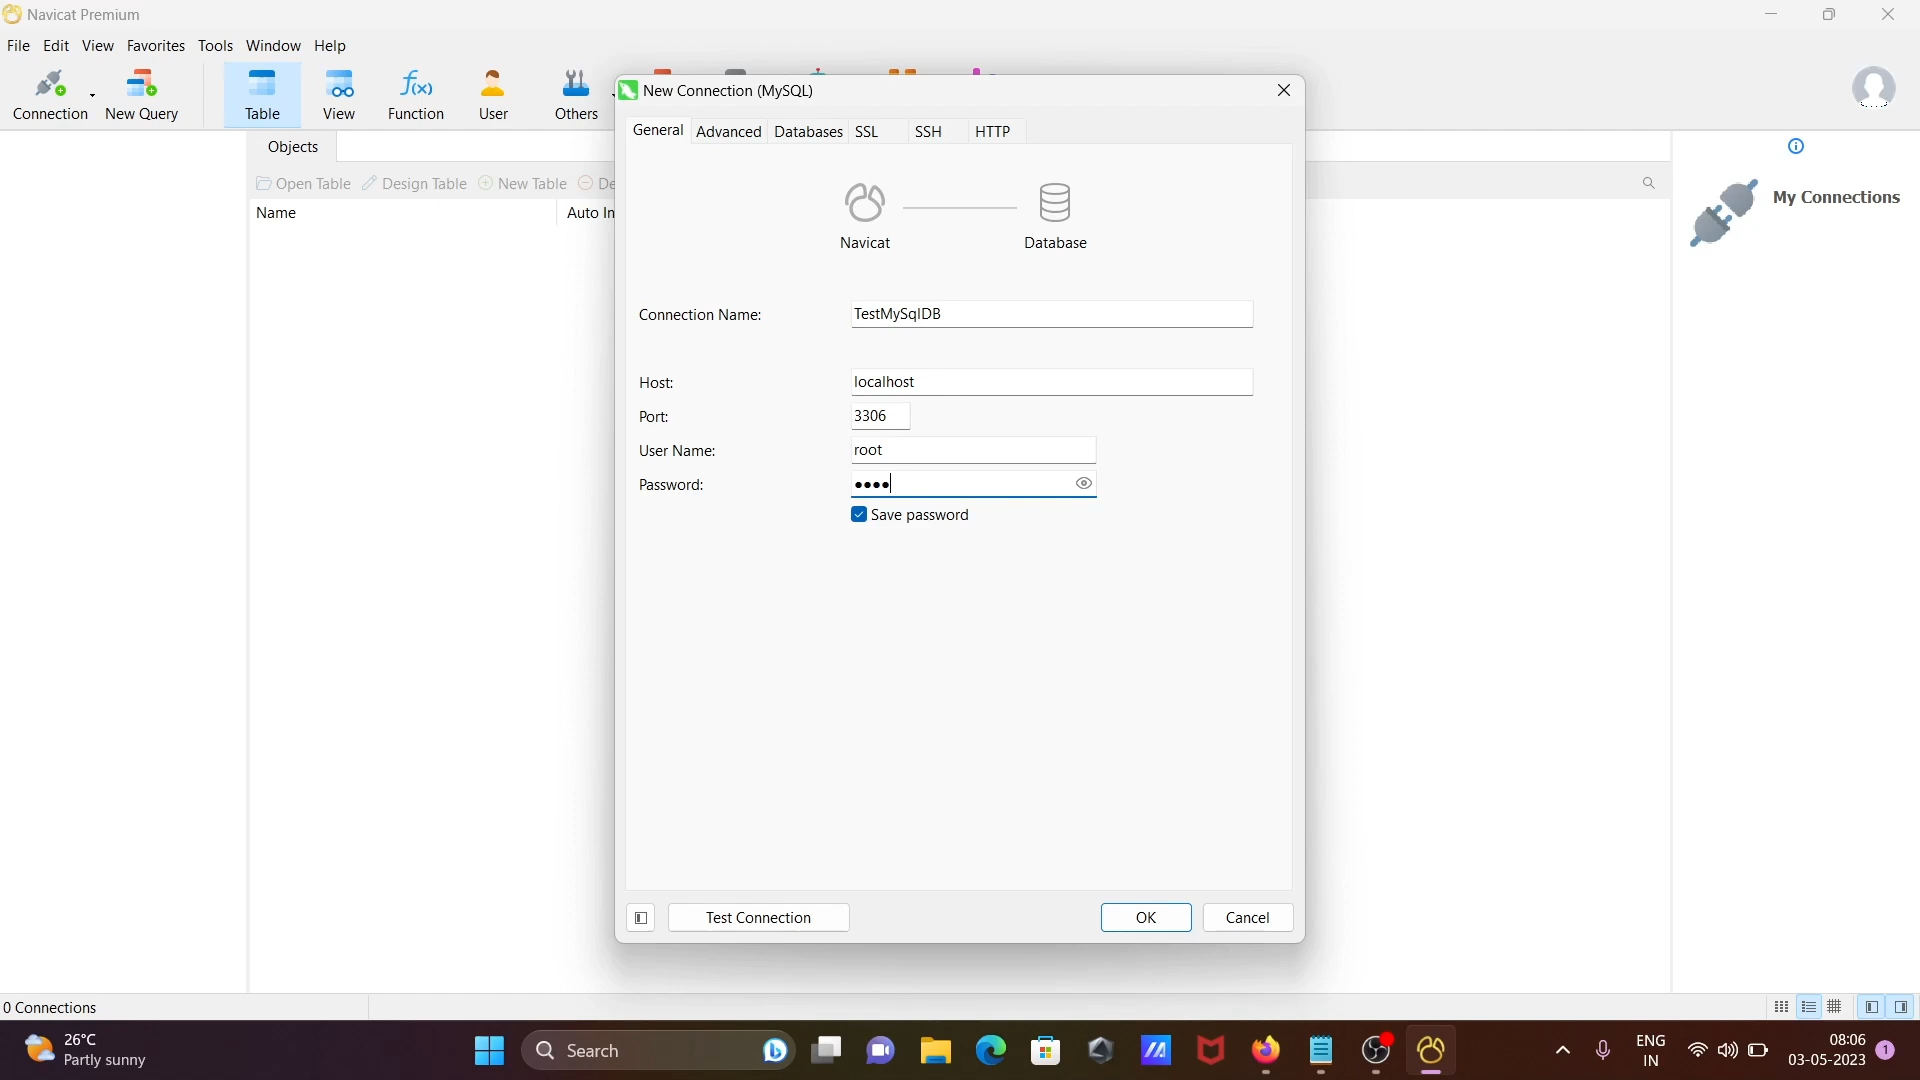 Navicat Premium
File Edit View Favorites Tools Window Help
Connection New Query Table View Function User Others
New Connection (MySQL)
General Advanced Databases SSL SSH HTTP
Objects
Open Table Design Table New Table De
Name Auto In
My Connections
Navicat Database
Connection Name: TestMySqlDB
Host: localhost
Port: 3306
User Name: root
Password: ••••
Save password
Test Connection OK Cancel
0 Connections
26°C
Partly sunny
Search
ENG
IN
08:06
03-05-2023
1